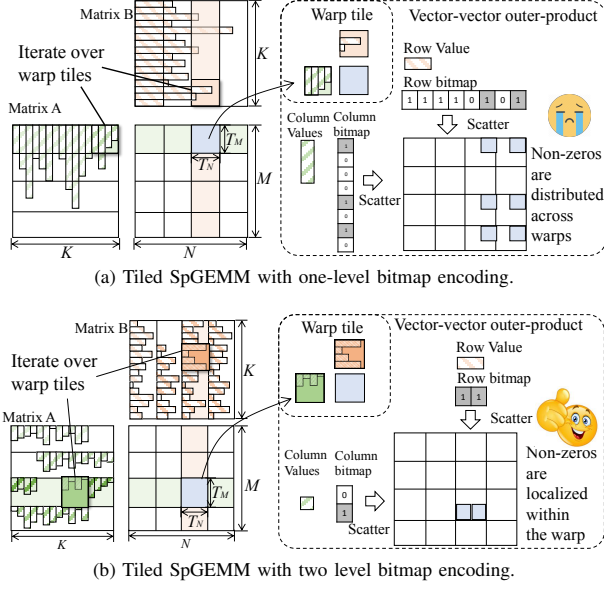 Matrix B
Iterate over
warp tiles
Matrix A
K
K
N
M
T_M
T_N
Warp tile
Vector-vector outer-product
Row Value
Row bitmap
1 1 1 1 0 1 0 1
Scatter
Column
Values
Column
bitmap
1
0
0
0
1
0
1
0
Scatter
Non-zeros
are
distributed
across
warps
(a) Tiled SpGEMM with one-level bitmap encoding.
Matrix B
Iterate over
warp tiles
Matrix A
K
K
N
M
T_M
T_N
Warp tile
Vector-vector outer-product
Row Value
Row bitmap
1 1
Scatter
Column
Values
Column
bitmap
0
1
Scatter
Non-zeros
are
localized
within
the warp
(b) Tiled SpGEMM with two level bitmap encoding.